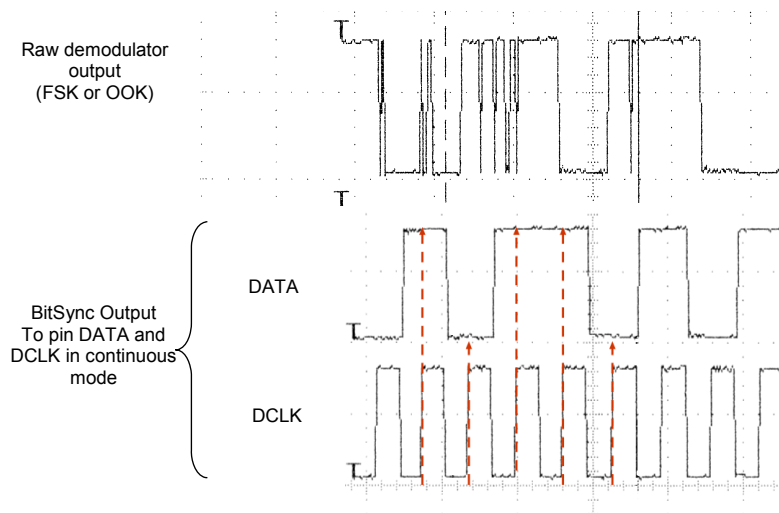 Raw demodulator
output
(FSK or OOK)
BitSync Output
To pin DATA and
DCLK in continuous
mode
DATA
DCLK